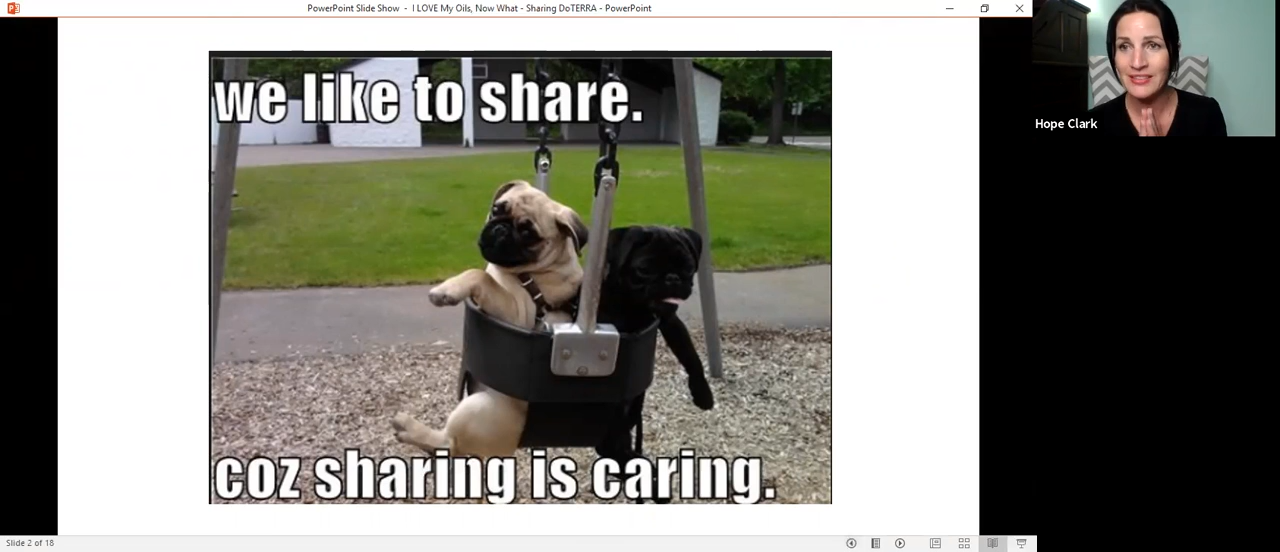 PowerPoint Slide Show - I LOVE My Oils, Now What - Sharing DoTERRA - PowerPoint
we like to share.
Hope Clark
coz sharing is caring.
Slide 2 of 18